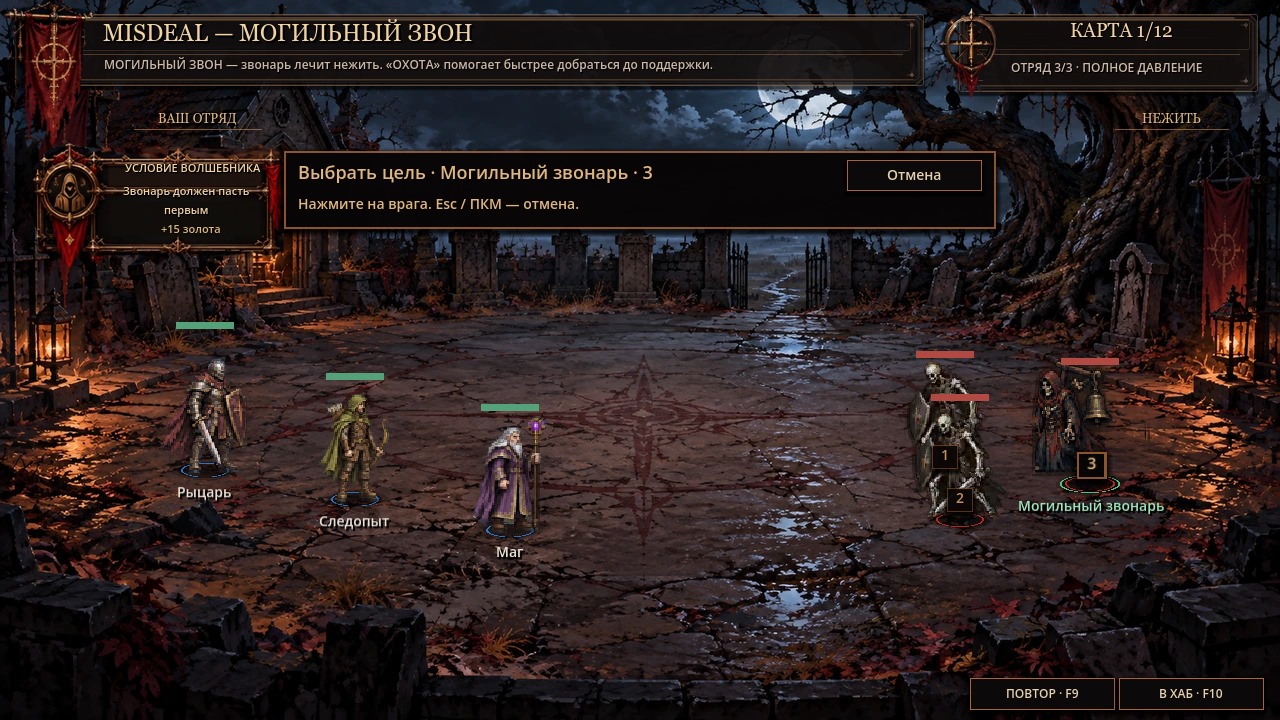 MISDEAL — МОГИЛЬНЫЙ ЗВОН
МОГИЛЬНЫЙ ЗВОН — звонарь лечит нежить. «ОХОТА» помогает быстрее добраться до поддержки.
КАРТА 1/12
ОТРЯД 3/3 · ПОЛНОЕ ДАВЛЕНИЕ
ВАШ ОТРЯД
НЕЖИТЬ
УСЛОВИЕ ВОЛШЕБНИКА
Звонарь должен пасть
первым
+15 золота
Выбрать цель · Могильный звонарь · 3
Нажмите на врага. Esc / ПКМ — отмена.
Отмена
1
3
2
Рыцарь
Могильный звонарь
Следопыт
Маг
ПОВТОР · F9
В ХАБ · F10